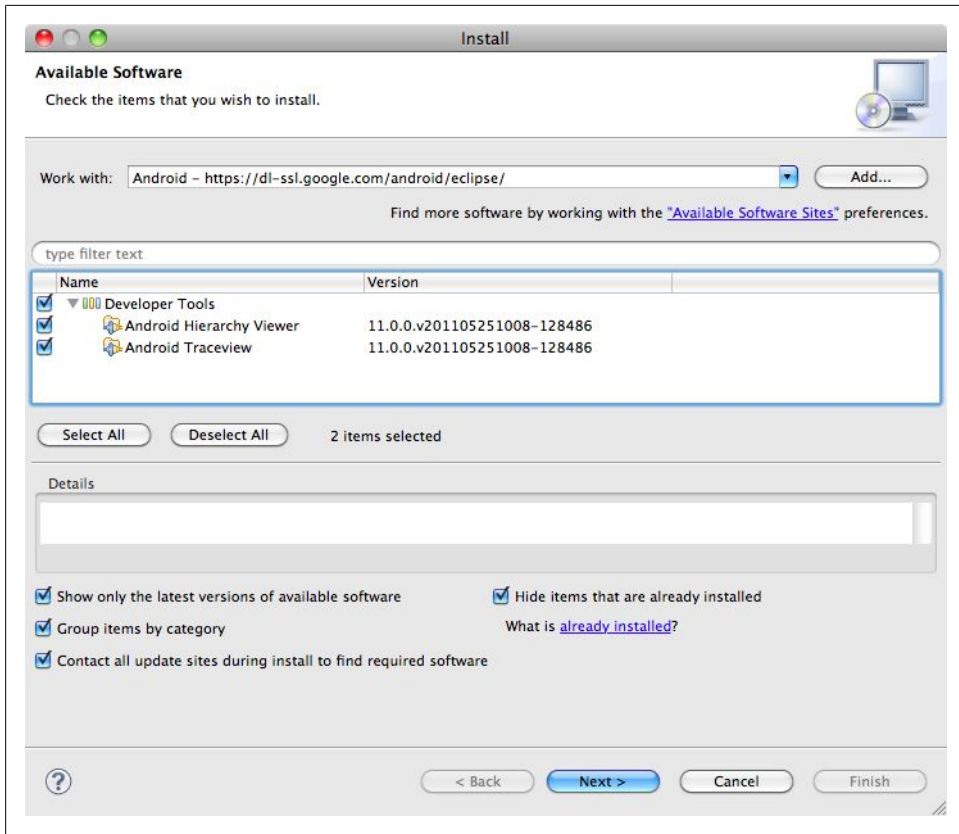 Install
Available Software
Check the items that you wish to install.
Work with: Android – https://dl-ssl.google.com/android/eclipse/ Add...
Find more software by working with the "Available Software Sites" preferences.
type filter text
Name Version
Developer Tools
Android Hierarchy Viewer 11.0.0.v201105251008–128486
Android Traceview 11.0.0.v201105251008–128486
Select All Deselect All 2 items selected
Details
Show only the latest versions of available software Hide items that are already installed
Group items by category What is already installed?
Contact all update sites during install to find required software
? < Back Next > Cancel Finish